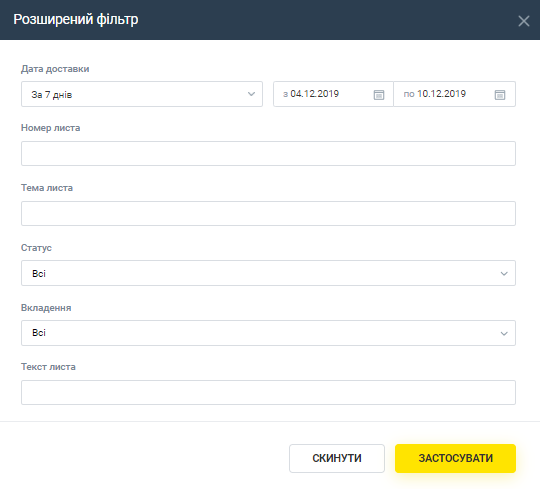 Розширений фільтр
Дата доставки
За 7 днів з 04.12.2019 по 10.12.2019
Номер листа
Тема листа
Статус
Всі
Вкладення
Всі
Текст листа
СКИНУТИ ЗАСТОСУВАТИ